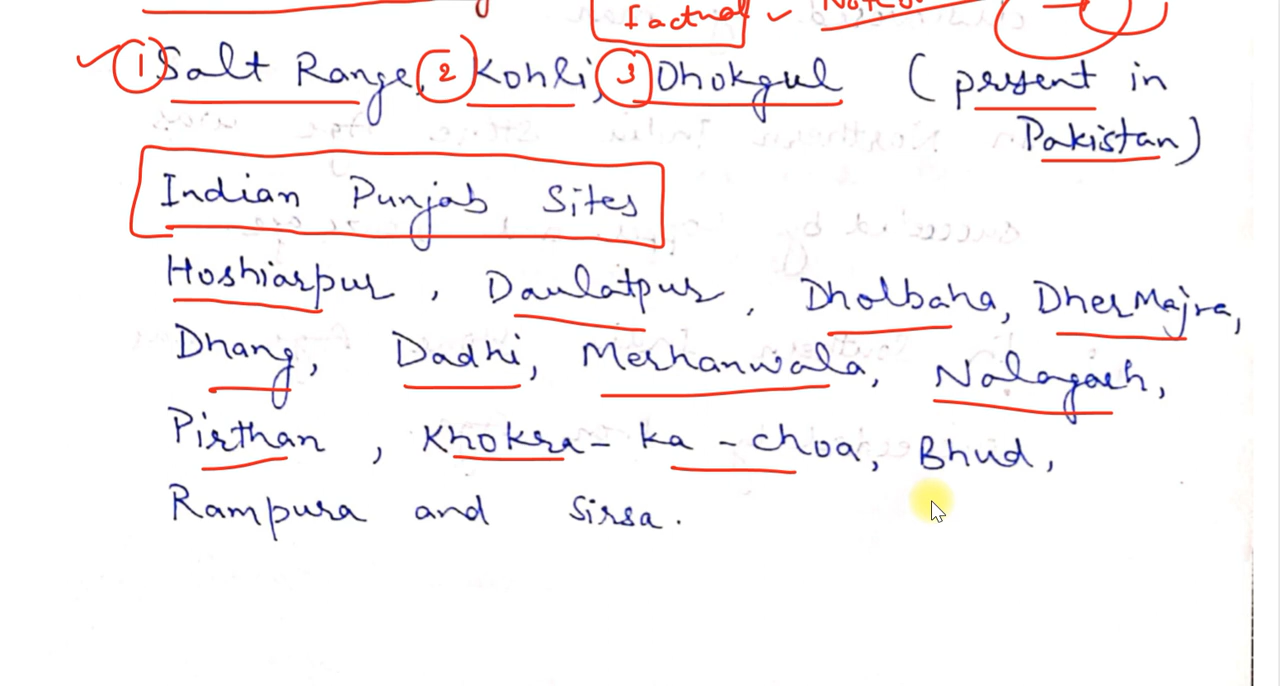 factual
① Salt Range, ② Kohli, ③ Dhokgul (present in
Pakistan)
Indian Punjab Sites
Hoshiarpur, Daulatpur, Dholbaha, DherMajra,
Dhang, Dadhi, Merhanwala, Nalagarh,
Pirthan, Khokra-ka-choa, Bhud,
Rampura and Sirsa.